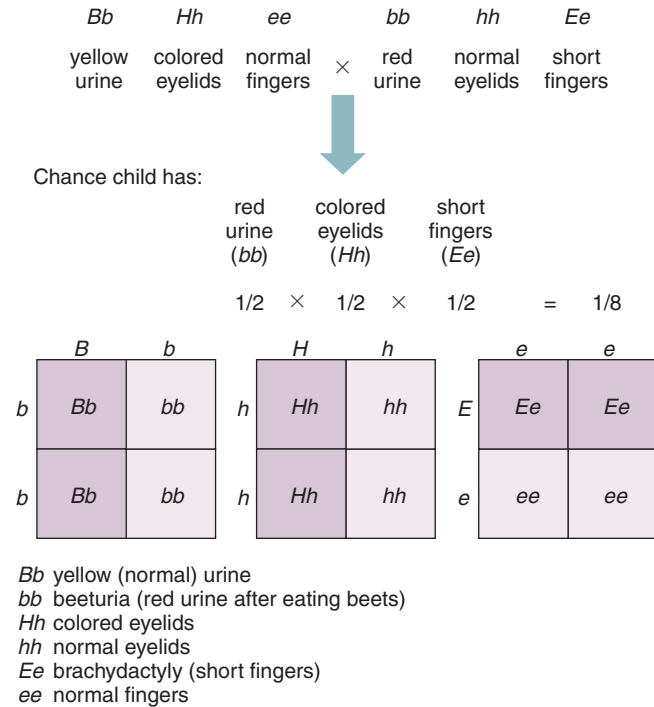 Bb Hh ee bb hh Ee
yellow colored normal × red normal short
urine eyelids fingers urine eyelids fingers
Chance child has:
red colored short
urine eyelids fingers
(bb) (Hh) (Ee)
1/2 × 1/2 × 1/2 = 1/8
B b H h e e
b Bb bb h Hh hh E Ee Ee
b Bb bb h Hh hh e ee ee
Bb yellow (normal) urine
bb beeturia (red urine after eating beets)
Hh colored eyelids
hh normal eyelids
Ee brachydactyly (short fingers)
ee normal fingers